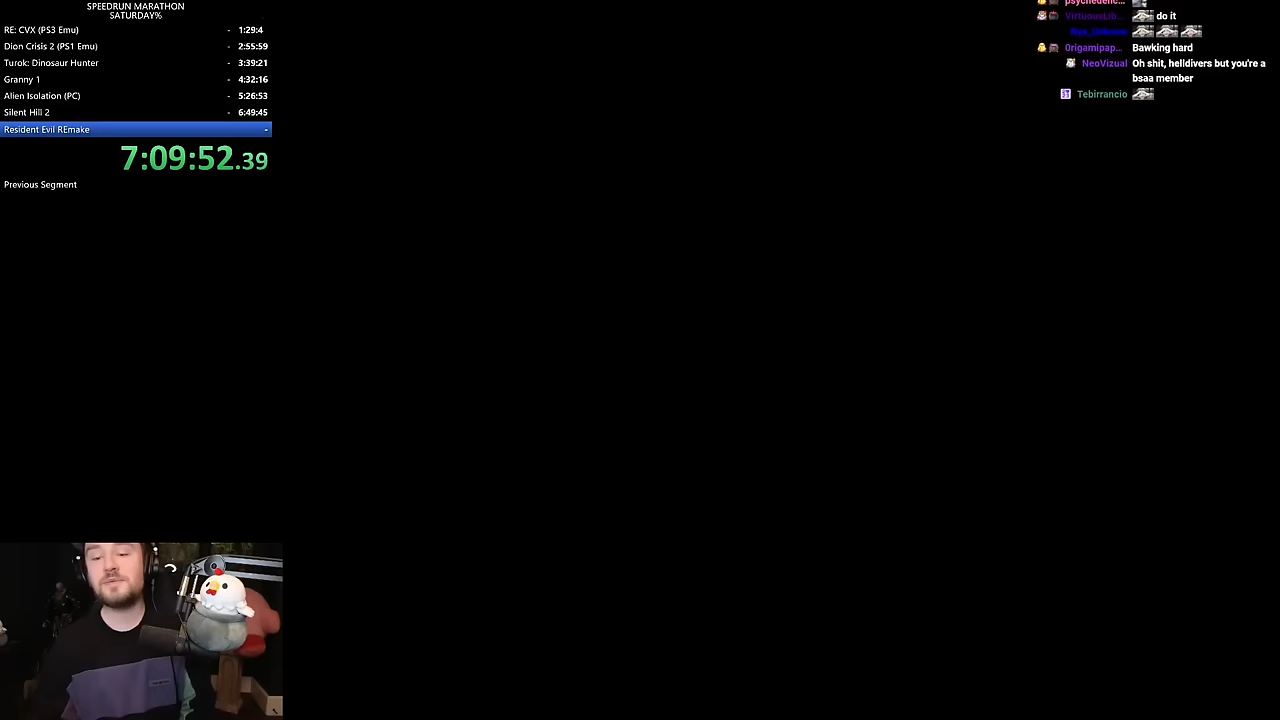 SPEEDRUN MARATHON
SATURDAY%
RE: CVX (PS3 Emu) - 1:29:4
Dion Crisis 2 (PS1 Emu) - 2:55:59
Turok: Dinosaur Hunter - 3:39:21
Granny 1 - 4:32:16
Alien Isolation (PC) - 5:26:53
Silent Hill 2 - 6:49:45
Resident Evil REmake -
7:09:52.39
Previous Segment
psychedelic...
VirtuousLib... do it
0rigamipap... Bawking hard
NeoVizual Oh shit, helldivers but you're a
bsaa member
Tebirrancio